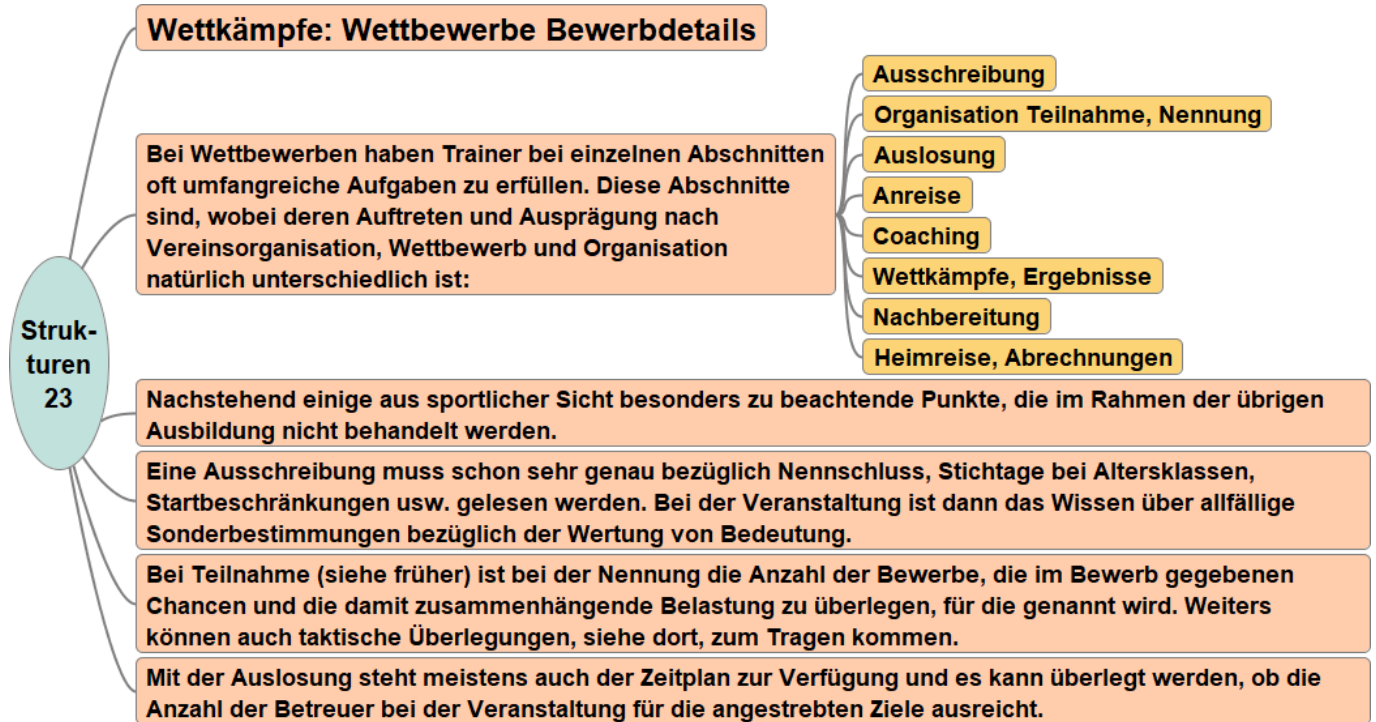 Struk-
turen
23
Wettkämpfe: Wettbewerbe Bewerbdetails
Bei Wettbewerben haben Trainer bei einzelnen Abschnitten
oft umfangreiche Aufgaben zu erfüllen. Diese Abschnitte
sind, wobei deren Auftreten und Ausprägung nach
Vereinsorganisation, Wettbewerb und Organisation
natürlich unterschiedlich ist:
Ausschreibung
Organisation Teilnahme, Nennung
Auslosung
Anreise
Coaching
Wettkämpfe, Ergebnisse
Nachbereitung
Heimreise, Abrechnungen
Nachstehend einige aus sportlicher Sicht besonders zu beachtende Punkte, die im Rahmen der übrigen
Ausbildung nicht behandelt werden.
Eine Ausschreibung muss schon sehr genau bezüglich Nennschluss, Stichtage bei Altersklassen,
Startbeschränkungen usw. gelesen werden. Bei der Veranstaltung ist dann das Wissen über allfällige
Sonderbestimmungen bezüglich der Wertung von Bedeutung.
Bei Teilnahme (siehe früher) ist bei der Nennung die Anzahl der Bewerbe, die im Bewerb gegebenen
Chancen und die damit zusammenhängende Belastung zu überlegen, für die genannt wird. Weiters
können auch taktische Überlegungen, siehe dort, zum Tragen kommen.
Mit der Auslosung steht meistens auch der Zeitplan zur Verfügung und es kann überlegt werden, ob die
Anzahl der Betreuer bei der Veranstaltung für die angestrebten Ziele ausreicht.